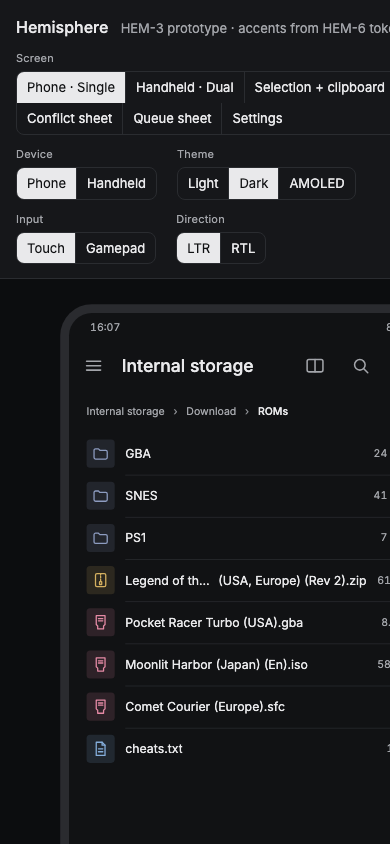 Hemisphere HEM-3 prototype · accents from HEM-6
Screen
Phone · Single Handheld · Dual Selection + clipboard
Conflict sheet Queue sheet Settings
Device Theme
Phone Handheld Light Dark AMOLED
Input Direction
Touch Gamepad LTR RTL
16:07
Internal storage
Internal storage › Download › ROMs
GBA 24
SNES 41
PS1 7
Legend of th... (USA, Europe) (Rev 2).zip 61
Pocket Racer Turbo (USA).gba 8.
Moonlit Harbor (Japan) (En).iso 58
Comet Courier (Europe).sfc
cheats.txt